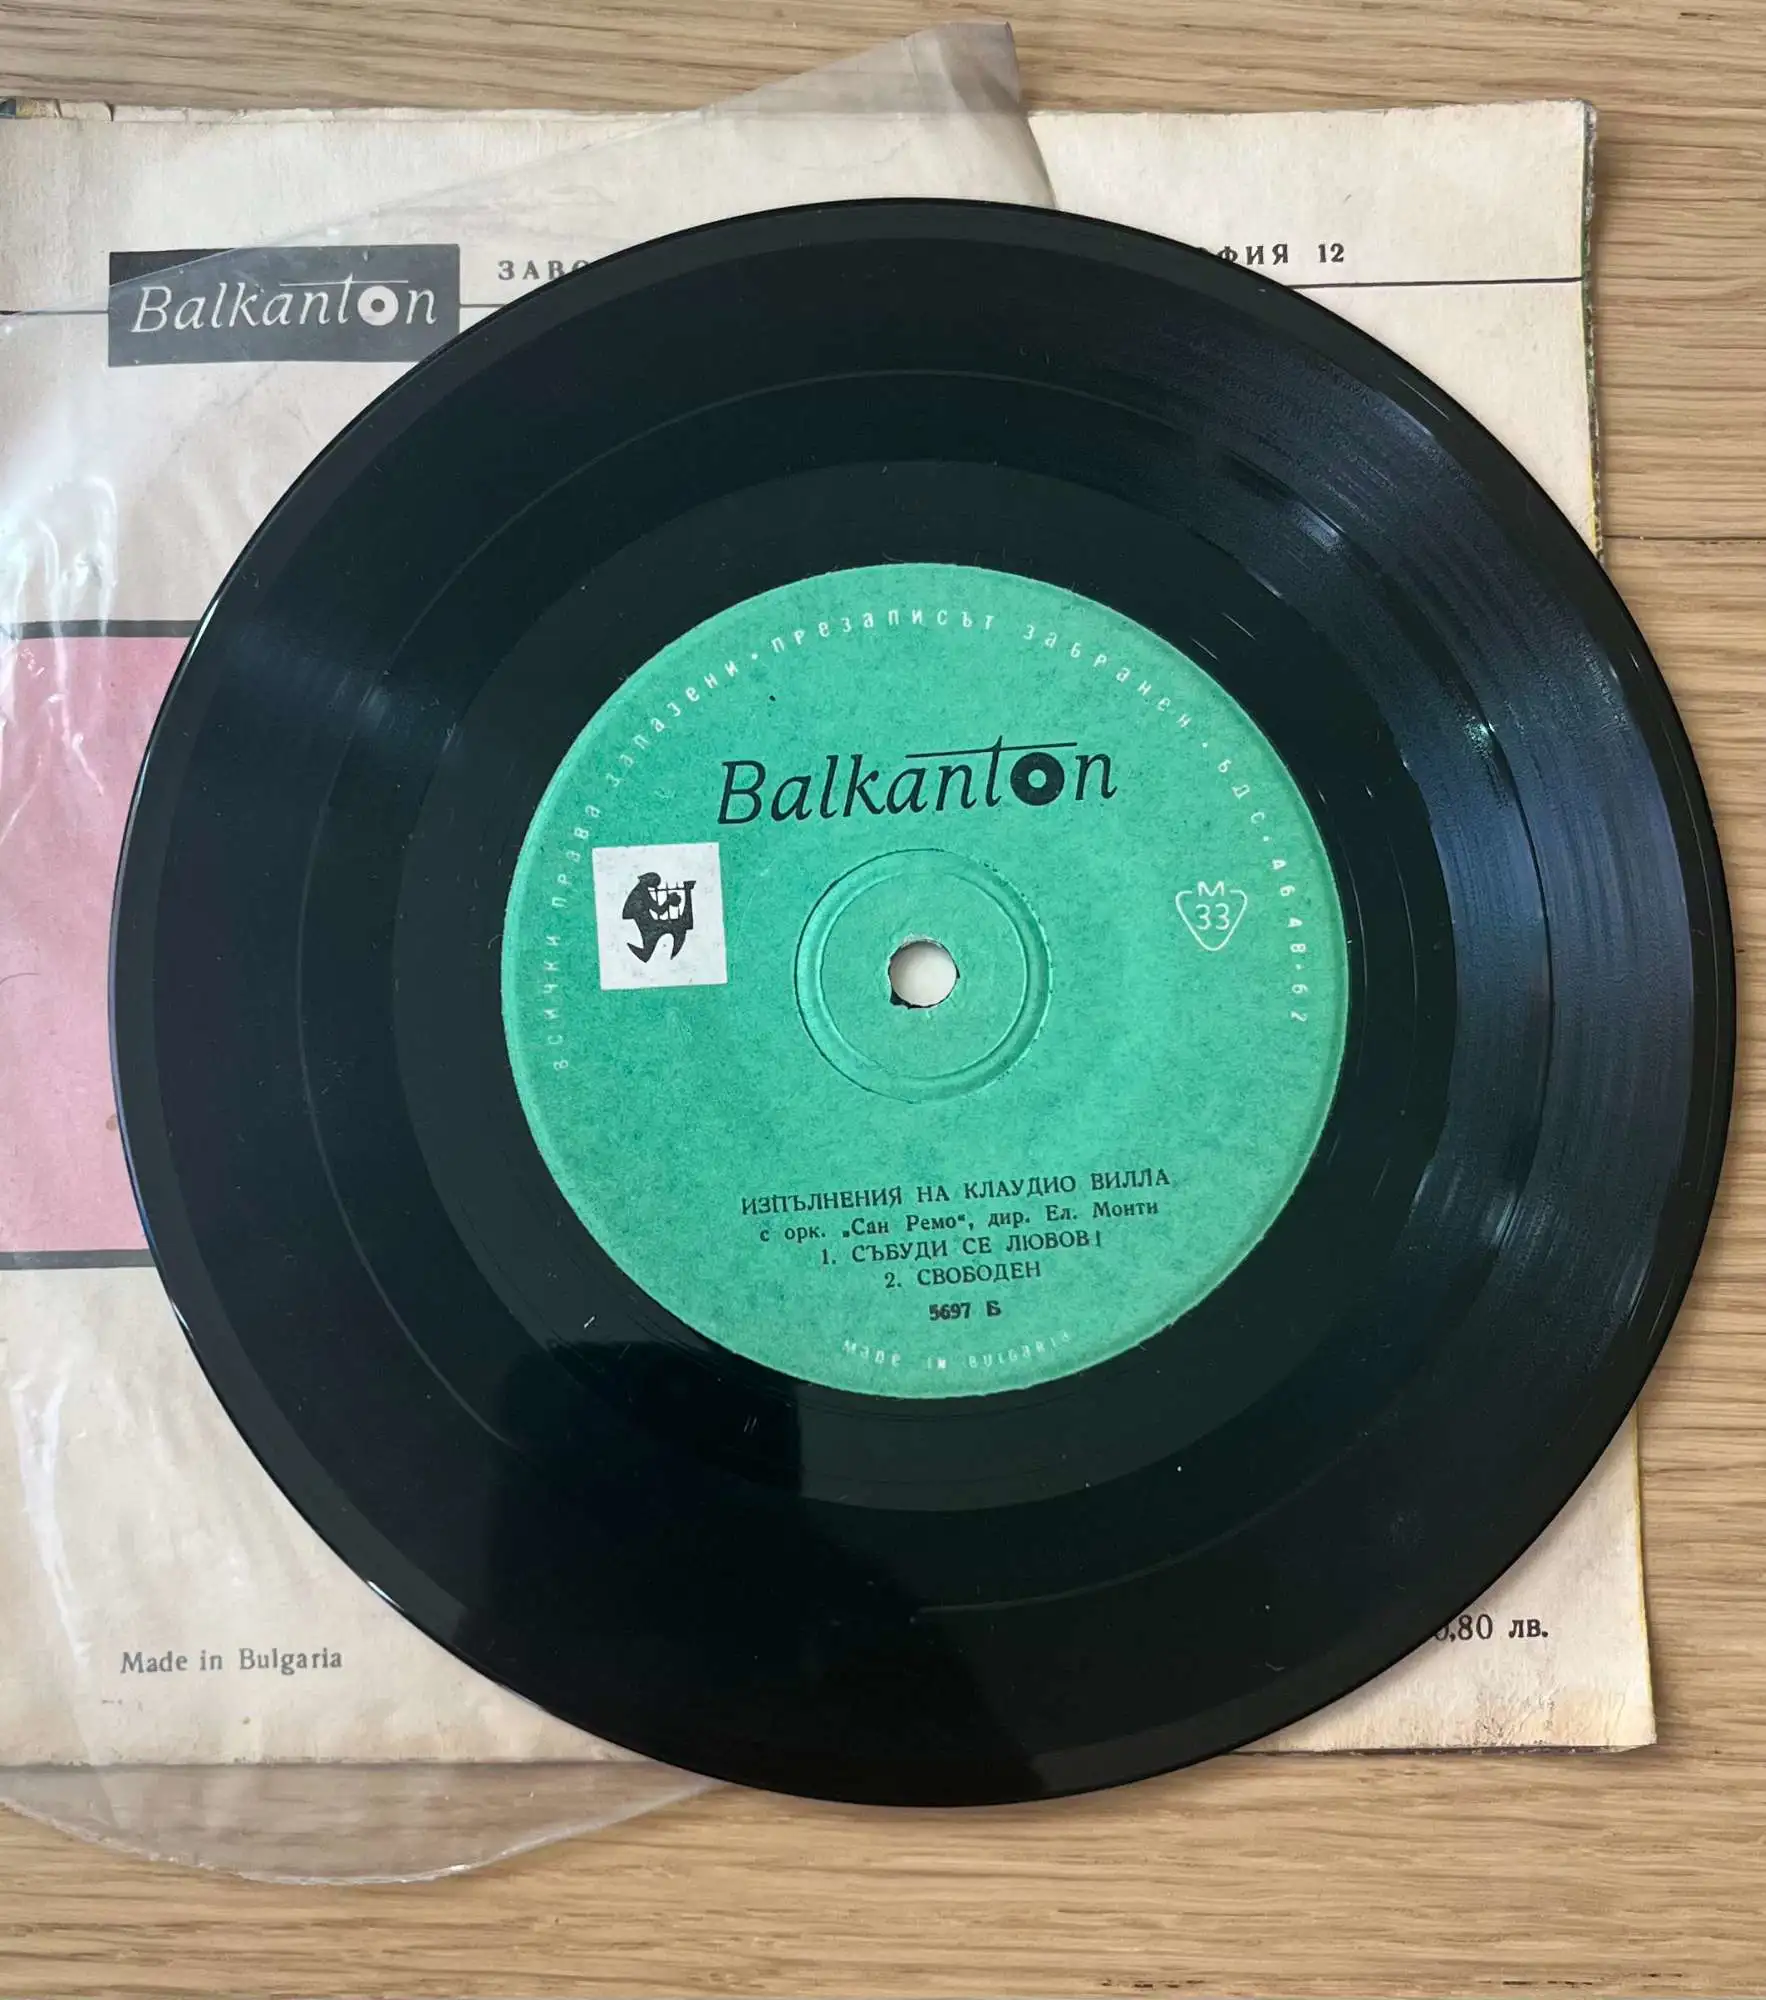 Balkanton
ФИЯ 12
всички права запазени • презаписът забранен • БДС • 4648-62
Balkanton
М
33
ИЗПЪЛНЕНИЯ НА КЛАУДИО ВИЛЛА
с орк. „Сан Ремо“, дир. Ел. Монти
1. СЪБУДИ СЕ ЛЮБОВ!
2. СВОБОДЕН
5697 Б
MADE IN BULGARIA
Made in Bulgaria
,80 лв.